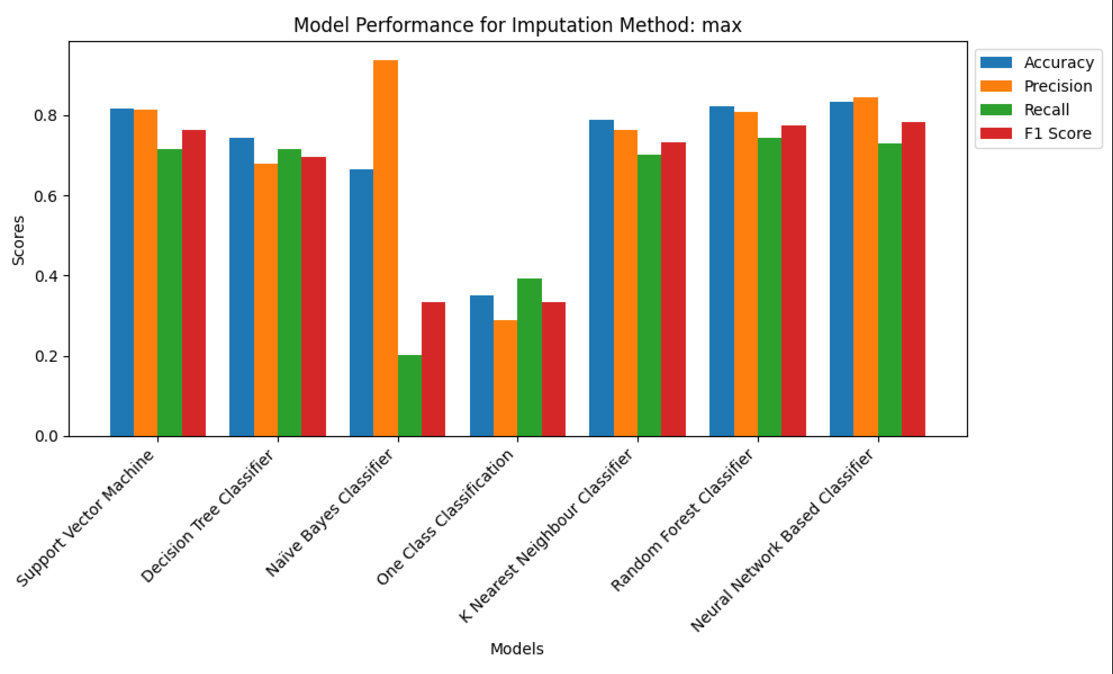 Model Performance for Imputation Method: max
Accuracy
Precision
Recall
F1 Score
Scores
0.8
0.6
0.4
0.2
0.0
Support Vector Machine
Decision Tree Classifier
Naïve Bayes Classifier
One Class Classification
K Nearest Neighbour Classifier
Random Forest Classifier
Neural Network Based Classifier
Models